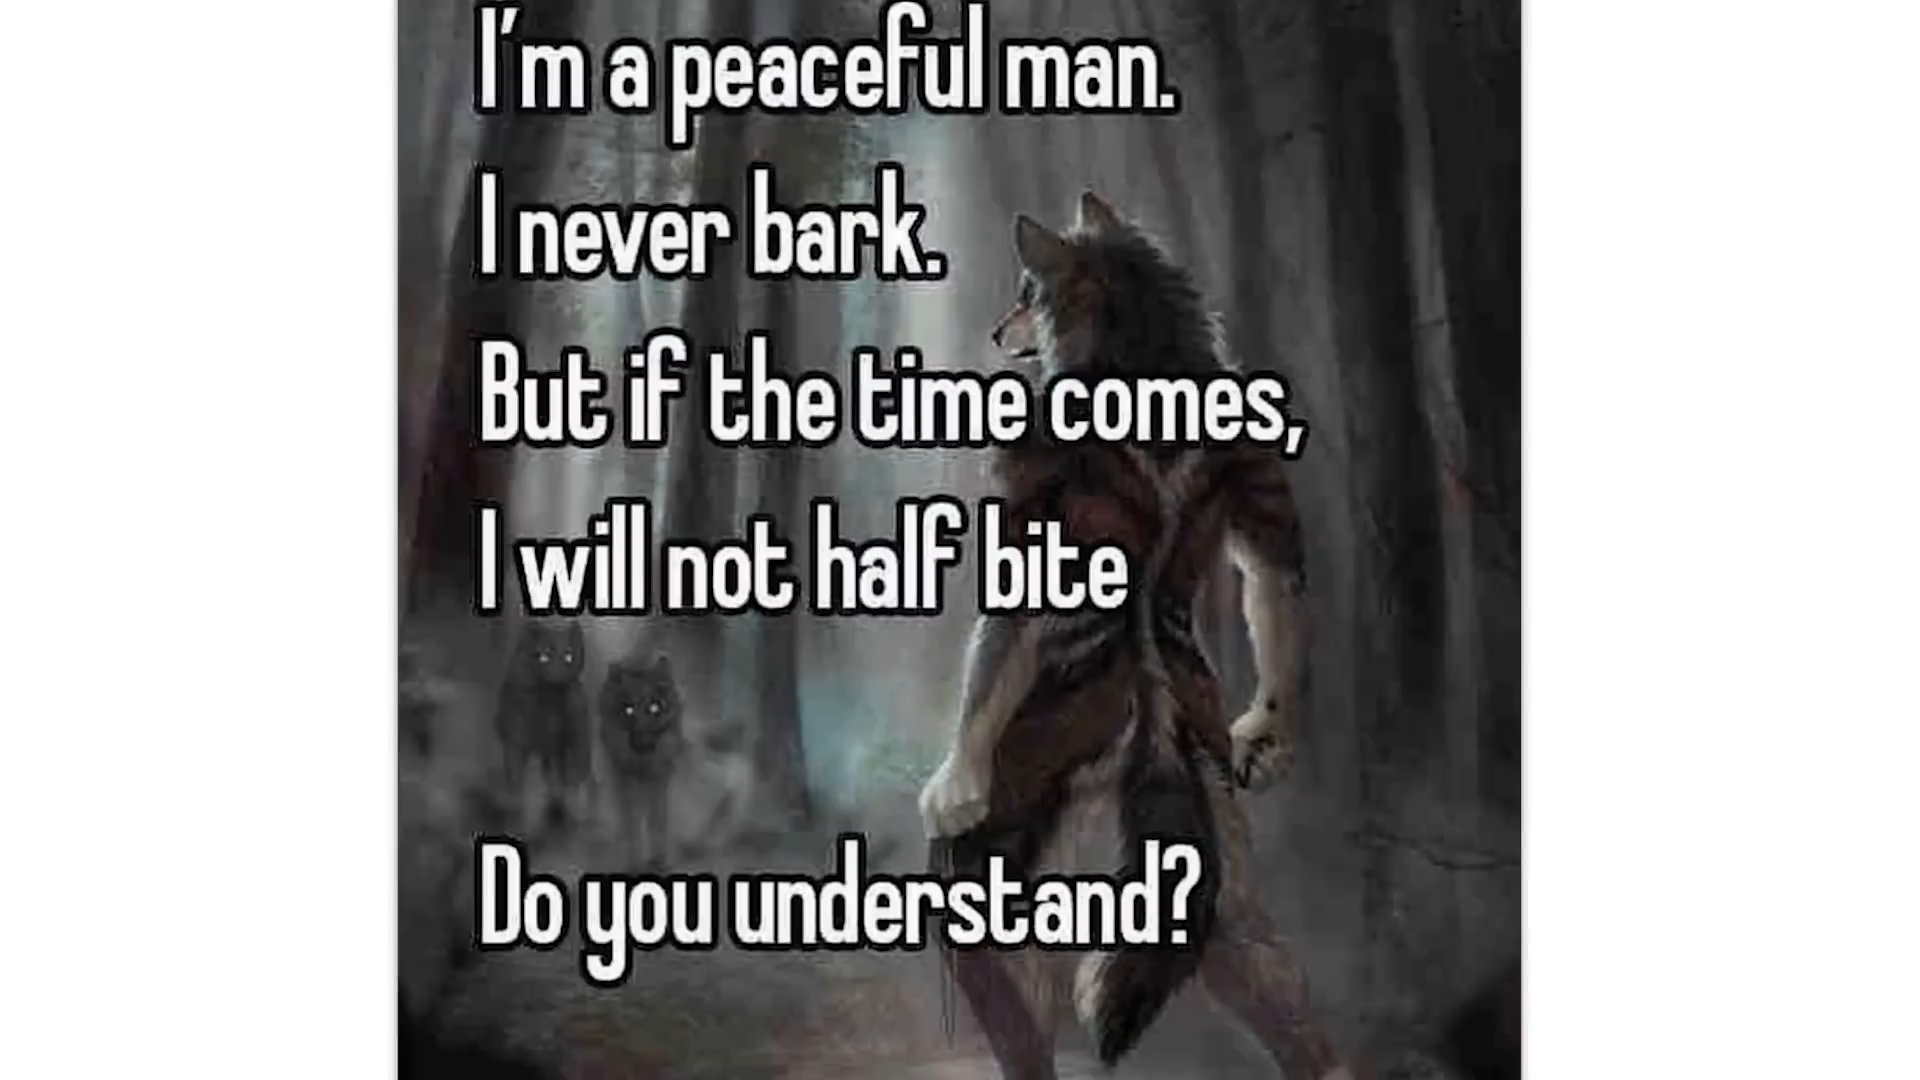 I'm a peaceful man.
I never bark.
But if the time comes,
I will not half bite
Do you understand?